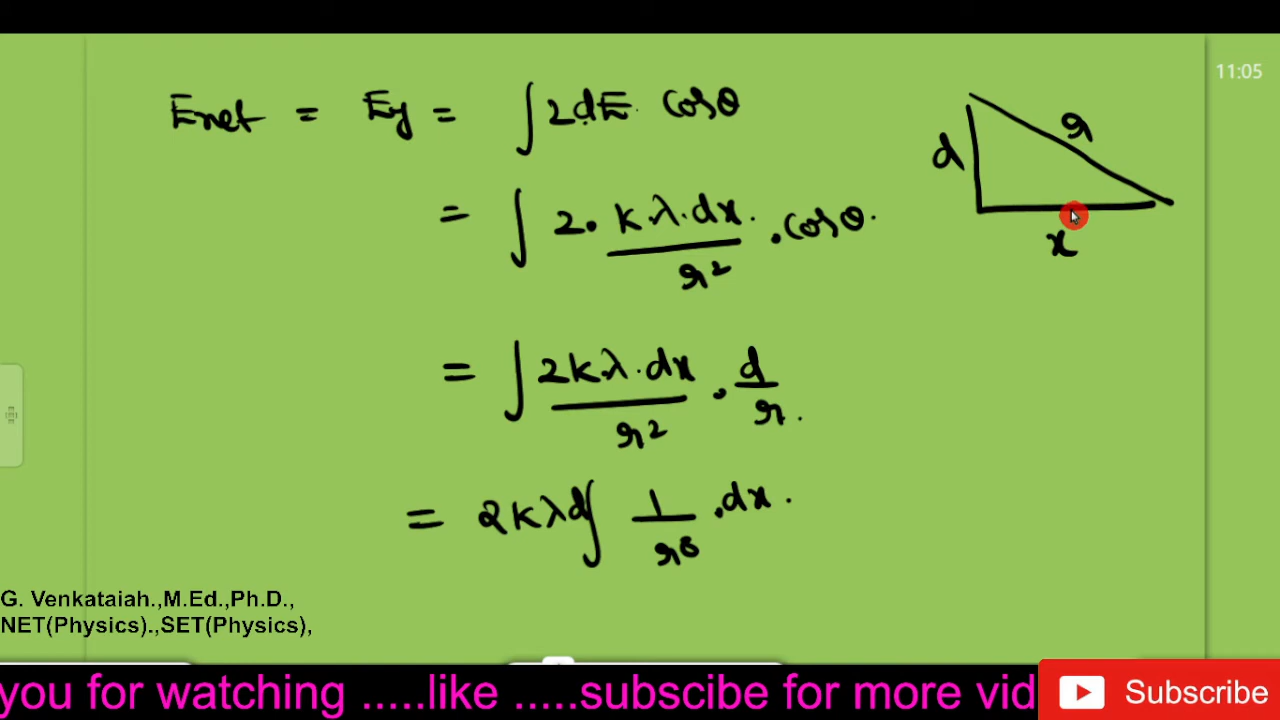 Enet = Ey = ∫ 2dE. cosθ
11:05
d
r
x
= ∫ 2. kλ.dx. / r² .cosθ.
= ∫ 2kλ.dx / r² . d / r.
= 2kλd∫ 1 / r³ .dx.
G. Venkataiah.,M.Ed.,Ph.D.,
NET(Physics).,SET(Physics),
you for watching .....like .....subscibe for more vid
Subscribe